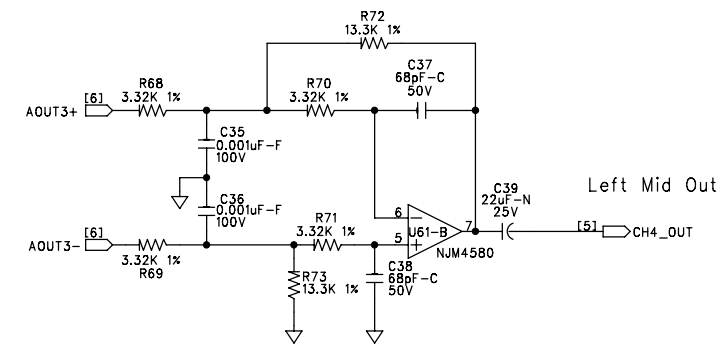 R72
13.3K 1%
C37
68pF-C
50V
R68
3.32K 1%
R70
3.32K 1%
[6]
AOUT3+
C35
0.001uF-F
100V
C36
0.001uF-F
100V
Left Mid Out
C39
22uF-N
25V
6
7
U61-B
5
NJM4580
[5]
CH4_OUT
R71
3.32K 1%
[6]
AOUT3-
3.32K 1%
R69
R73
13.3K 1%
C38
68pF-C
50V